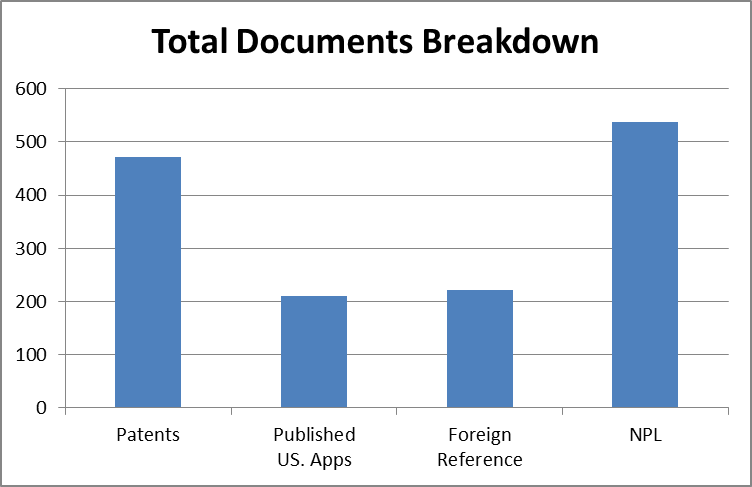 Total Documents Breakdown
600
500
400
300
200
100
0
Patents
Published
US. Apps
Foreign
Reference
NPL